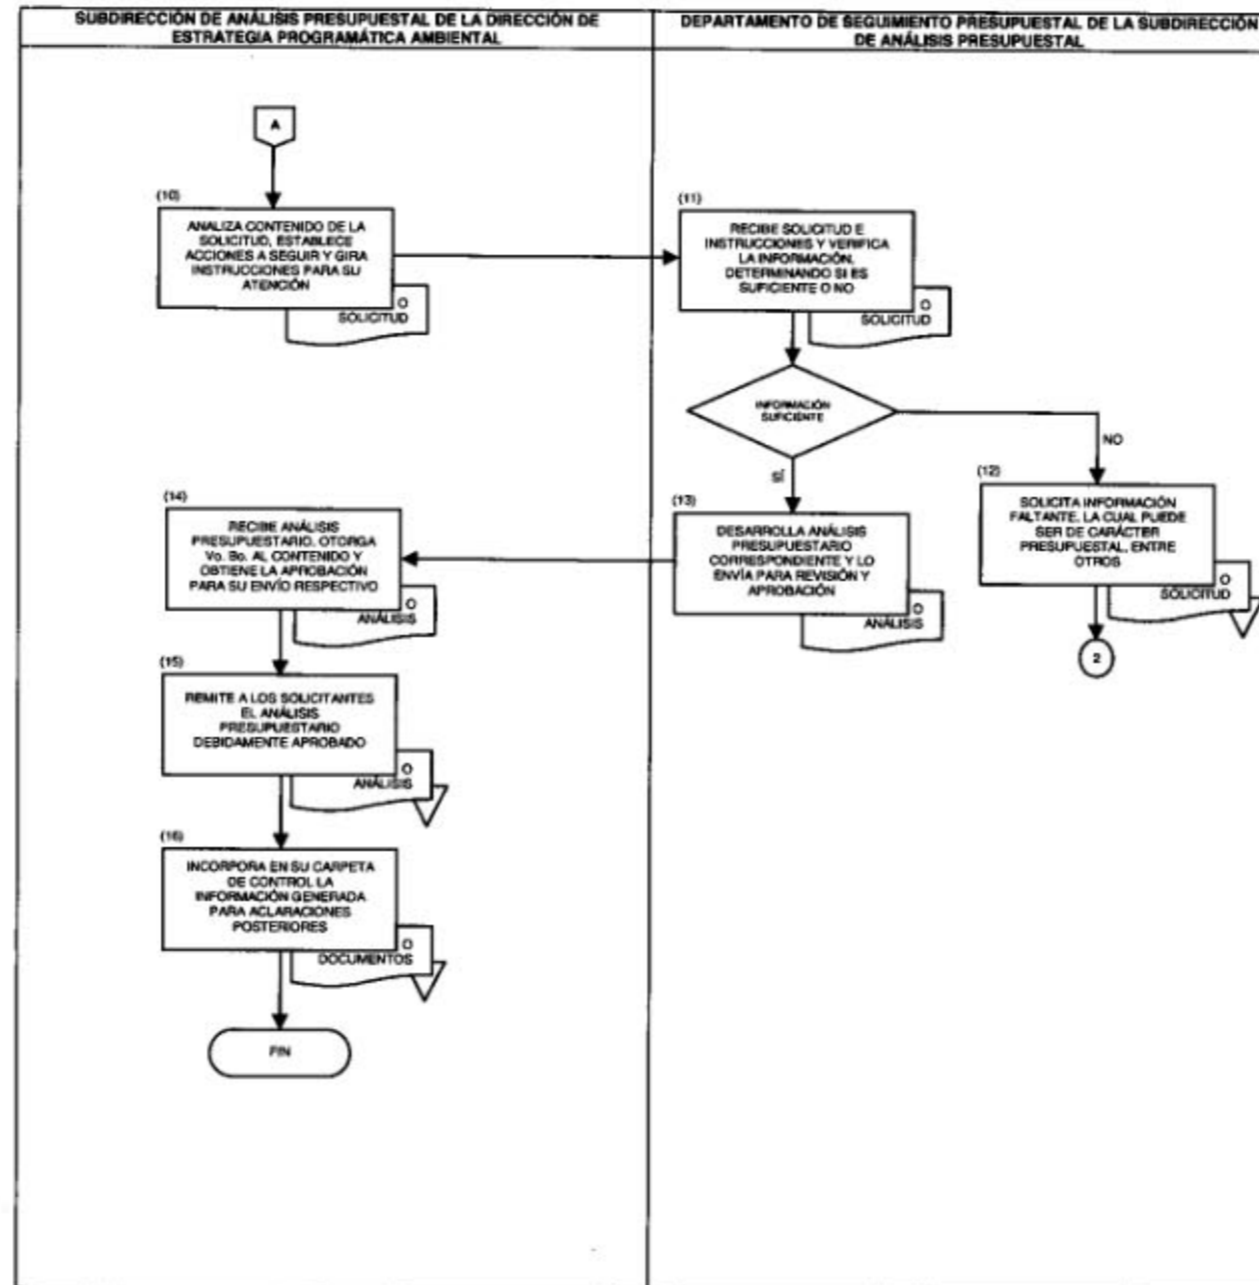 SUBDIRECCIÓN DE ANÁLISIS PRESUPUESTAL DE LA DIRECCIÓN DE
ESTRATEGIA PROGRAMÁTICA AMBIENTAL
DEPARTAMENTO DE SEGUIMIENTO PRESUPUESTAL DE LA SUBDIRECCIÓN
DE ANÁLISIS PRESUPUESTAL
A
(10)
ANALIZA CONTENIDO DE LA
SOLICITUD, ESTABLECE
ACCIONES A SEGUIR Y GIRA
INSTRUCCIONES PARA SU
ATENCIÓN
O
SOLICITUD
(11)
RECIBE SOLICITUD E
INSTRUCCIONES Y VERIFICA
LA INFORMACIÓN,
DETERMINANDO SI ES
SUFICIENTE O NO
O
SOLICITUD
INFORMACIÓN
SUFICIENTE
NO
SI
(12)
SOLICITA INFORMACIÓN
FALTANTE, LA CUAL PUEDE
SER DE CARÁCTER
PRESUPUESTAL, ENTRE
OTROS
O
SOLICITUD
2
(13)
DESARROLLA ANÁLISIS
PRESUPUESTARIO
CORRESPONDIENTE Y LO
ENVÍA PARA REVISIÓN Y
APROBACIÓN
O
ANÁLISIS
(14)
RECIBE ANÁLISIS
PRESUPUESTARIO, OTORGA
Vo. Bo. AL CONTENIDO Y
OBTIENE LA APROBACIÓN
PARA SU ENVÍO RESPECTIVO
O
ANÁLISIS
(15)
REMITE A LOS SOLICITANTES
EL ANÁLISIS
PRESUPUESTARIO
DEBIDAMENTE APROBADO
O
ANÁLISIS
(16)
INCORPORA EN SU CARPETA
DE CONTROL LA
INFORMACIÓN GENERADA
PARA ACLARACIONES
POSTERIORES
O
DOCUMENTOS
FIN